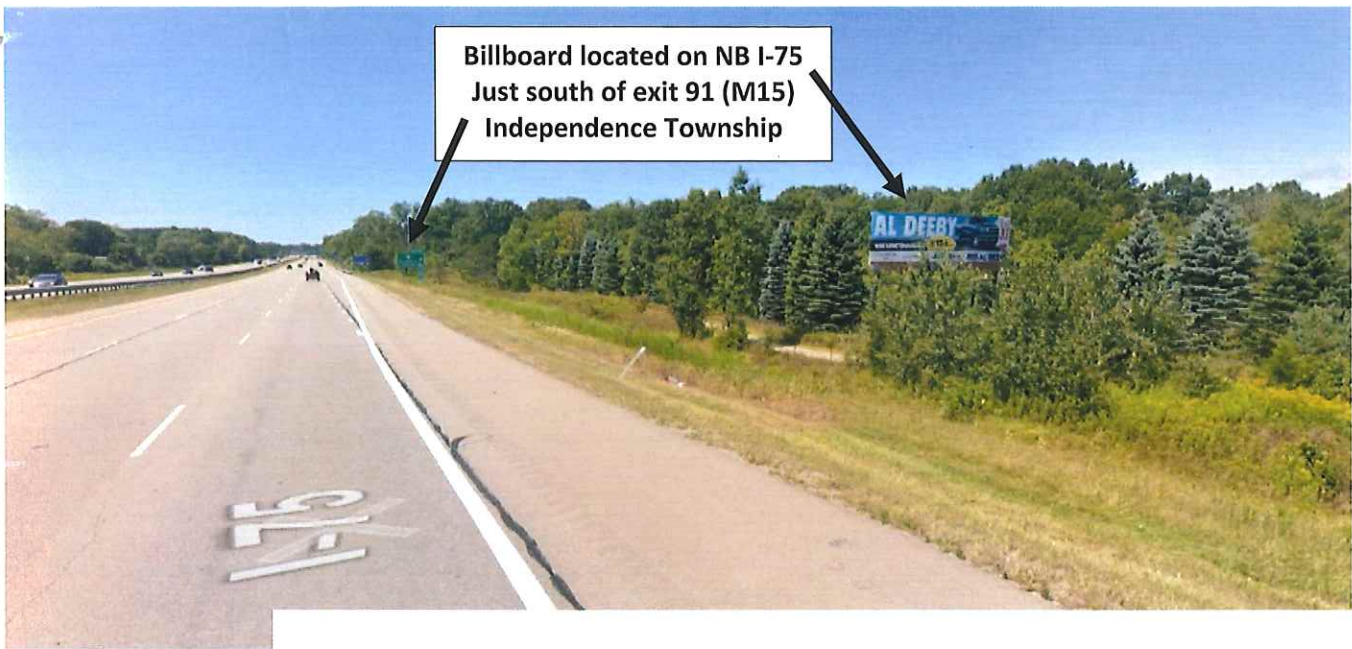 Billboard located on NB I-75
Just south of exit 91 (M15)
Independence Township
AL DEEBY
I-75